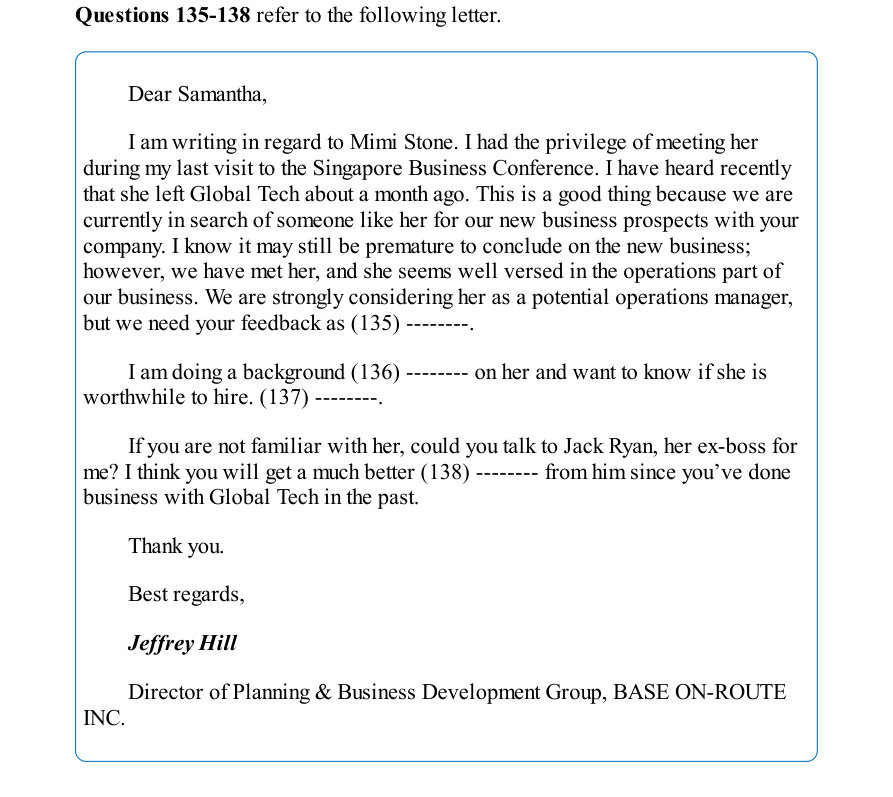 Questions 135-138 refer to the following letter.
Dear Samantha,
I am writing in regard to Mimi Stone. I had the privilege of meeting her
during my last visit to the Singapore Business Conference. I have heard recently
that she left Global Tech about a month ago. This is a good thing because we are
currently in search of someone like her for our new business prospects with your
company. I know it may still be premature to conclude on the new business;
however, we have met her, and she seems well versed in the operations part of
our business. We are strongly considering her as a potential operations manager,
but we need your feedback as (135) --------.
I am doing a background (136) -------- on her and want to know if she is
worthwhile to hire. (137) --------.
If you are not familiar with her, could you talk to Jack Ryan, her ex-boss for
me? I think you will get a much better (138) -------- from him since you’ve done
business with Global Tech in the past.
Thank you.
Best regards,
Jeffrey Hill
Director of Planning & Business Development Group, BASE ON-ROUTE
INC.